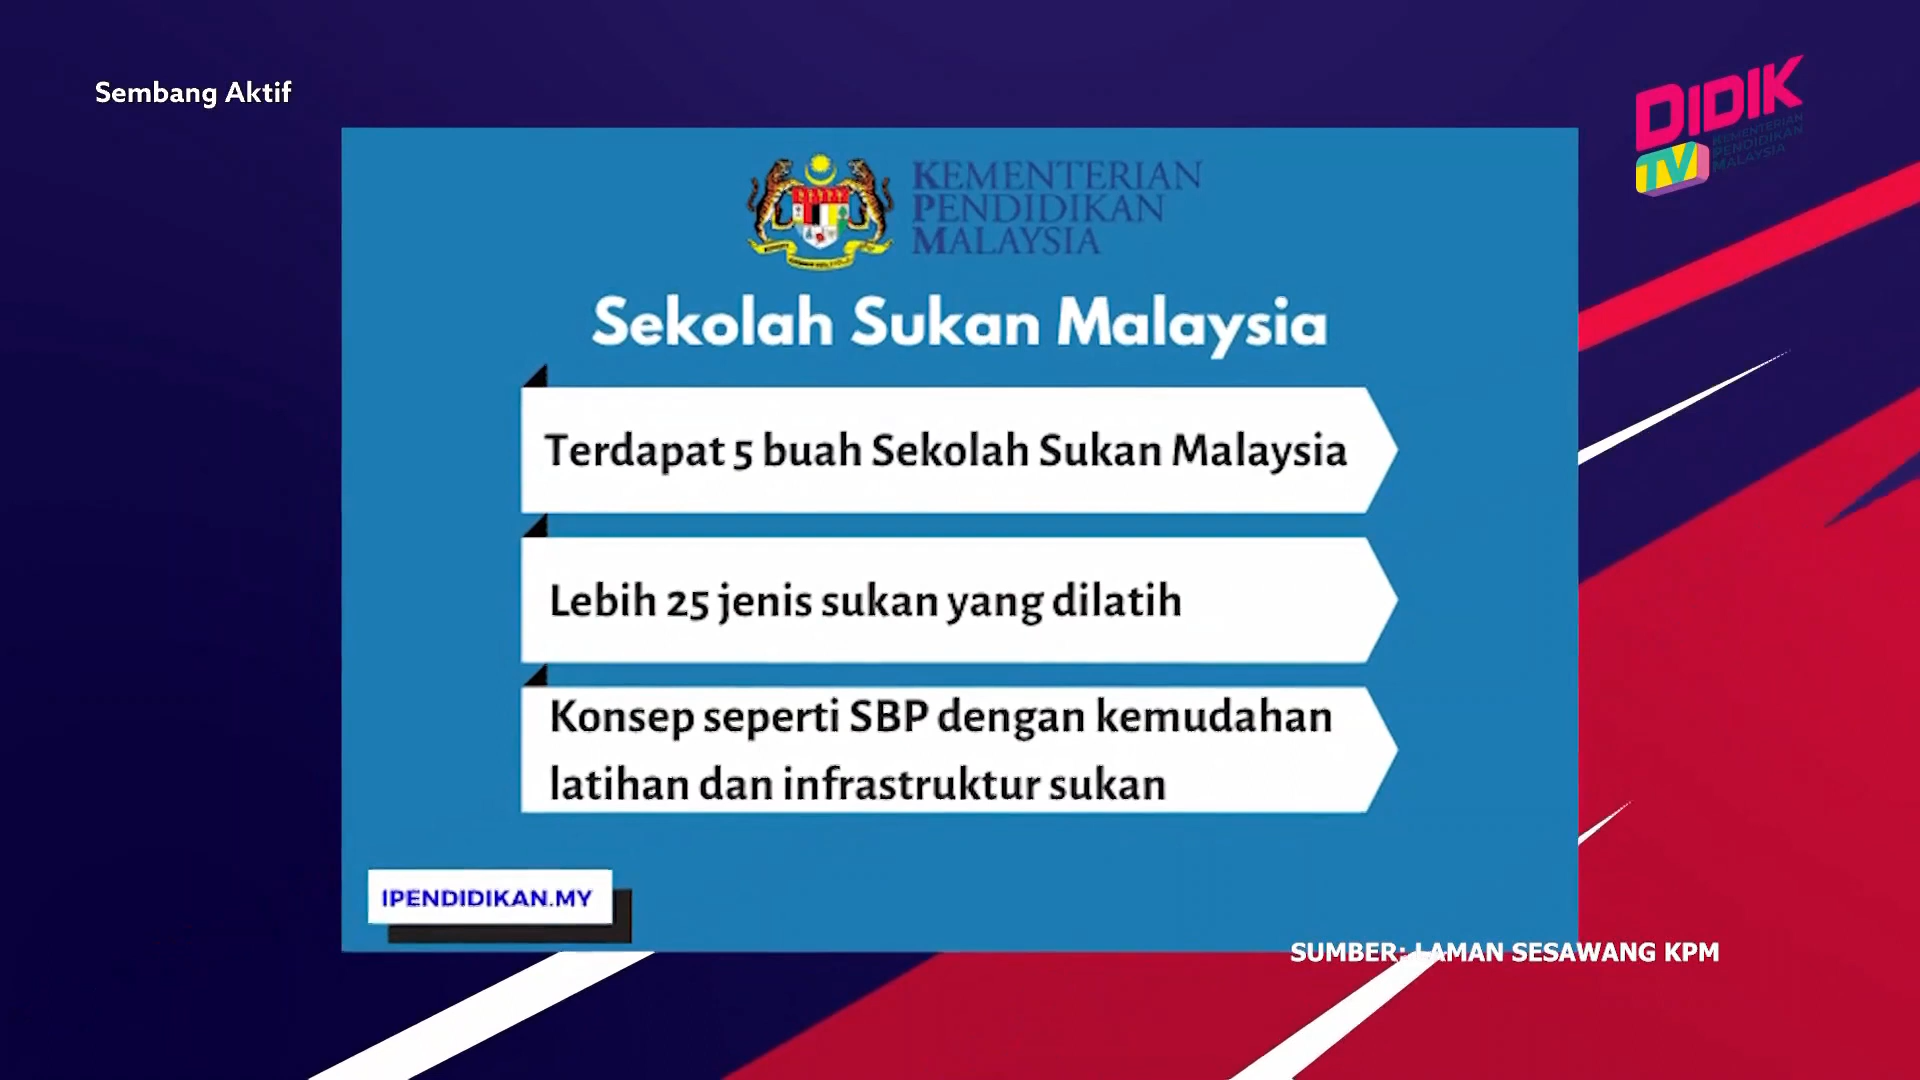 Sembang Aktif
DIDIK
TV
KEMENTERIAN
PENDIDIKAN
MALAYSIA
KEMENTERIAN
PENDIDIKAN
MALAYSIA
Sekolah Sukan Malaysia
Terdapat 5 buah Sekolah Sukan Malaysia
Lebih 25 jenis sukan yang dilatih
Konsep seperti SBP dengan kemudahan
latihan dan infrastruktur sukan
IPENDIDIKAN.MY
SUMBER: LAMAN SESAWANG KPM